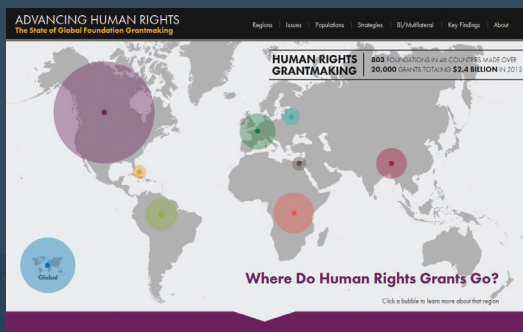 ADVANCING HUMAN RIGHTS
The State of Global Foundation Grantmaking
Regions | Issues | Populations | Strategies | Bi/Multilateral | Key Findings | About
HUMAN RIGHTS GRANTMAKING
803 FOUNDATIONS IN 46 COUNTRIES MADE OVER
20,000 GRANTS TOTALING $2.4 BILLION IN 2013
Global
Where Do Human Rights Grants Go?
Click a bubble to learn more about that region